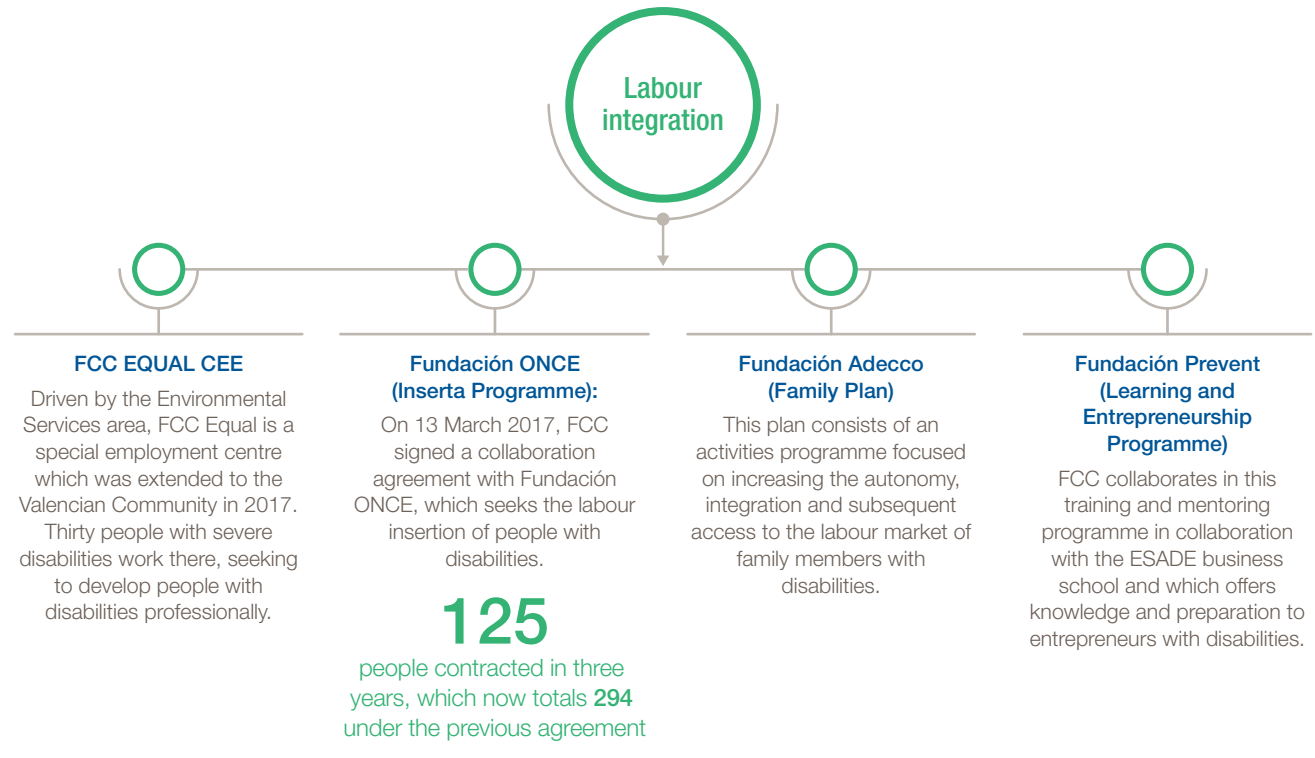 Labour
integration
FCC EQUAL CEE
Driven by the Environmental
Services area, FCC Equal is a
special employment centre
which was extended to the
Valencian Community in 2017.
Thirty people with severe
disabilities work there, seeking
to develop people with
disabilities professionally.
Fundación ONCE
(Inserta Programme):
On 13 March 2017, FCC
signed a collaboration
agreement with Fundación
ONCE, which seeks the labour
insertion of people with
disabilities.
125
people contracted in three
years, which now totals 294
under the previous agreement
Fundación Adecco
(Family Plan)
This plan consists of an
activities programme focused
on increasing the autonomy,
integration and subsequent
access to the labour market of
family members with
disabilities.
Fundación Prevent
(Learning and
Entrepreneurship
Programme)
FCC collaborates in this
training and mentoring
programme in collaboration
with the ESADE business
school and which offers
knowledge and preparation to
entrepreneurs with disabilities.